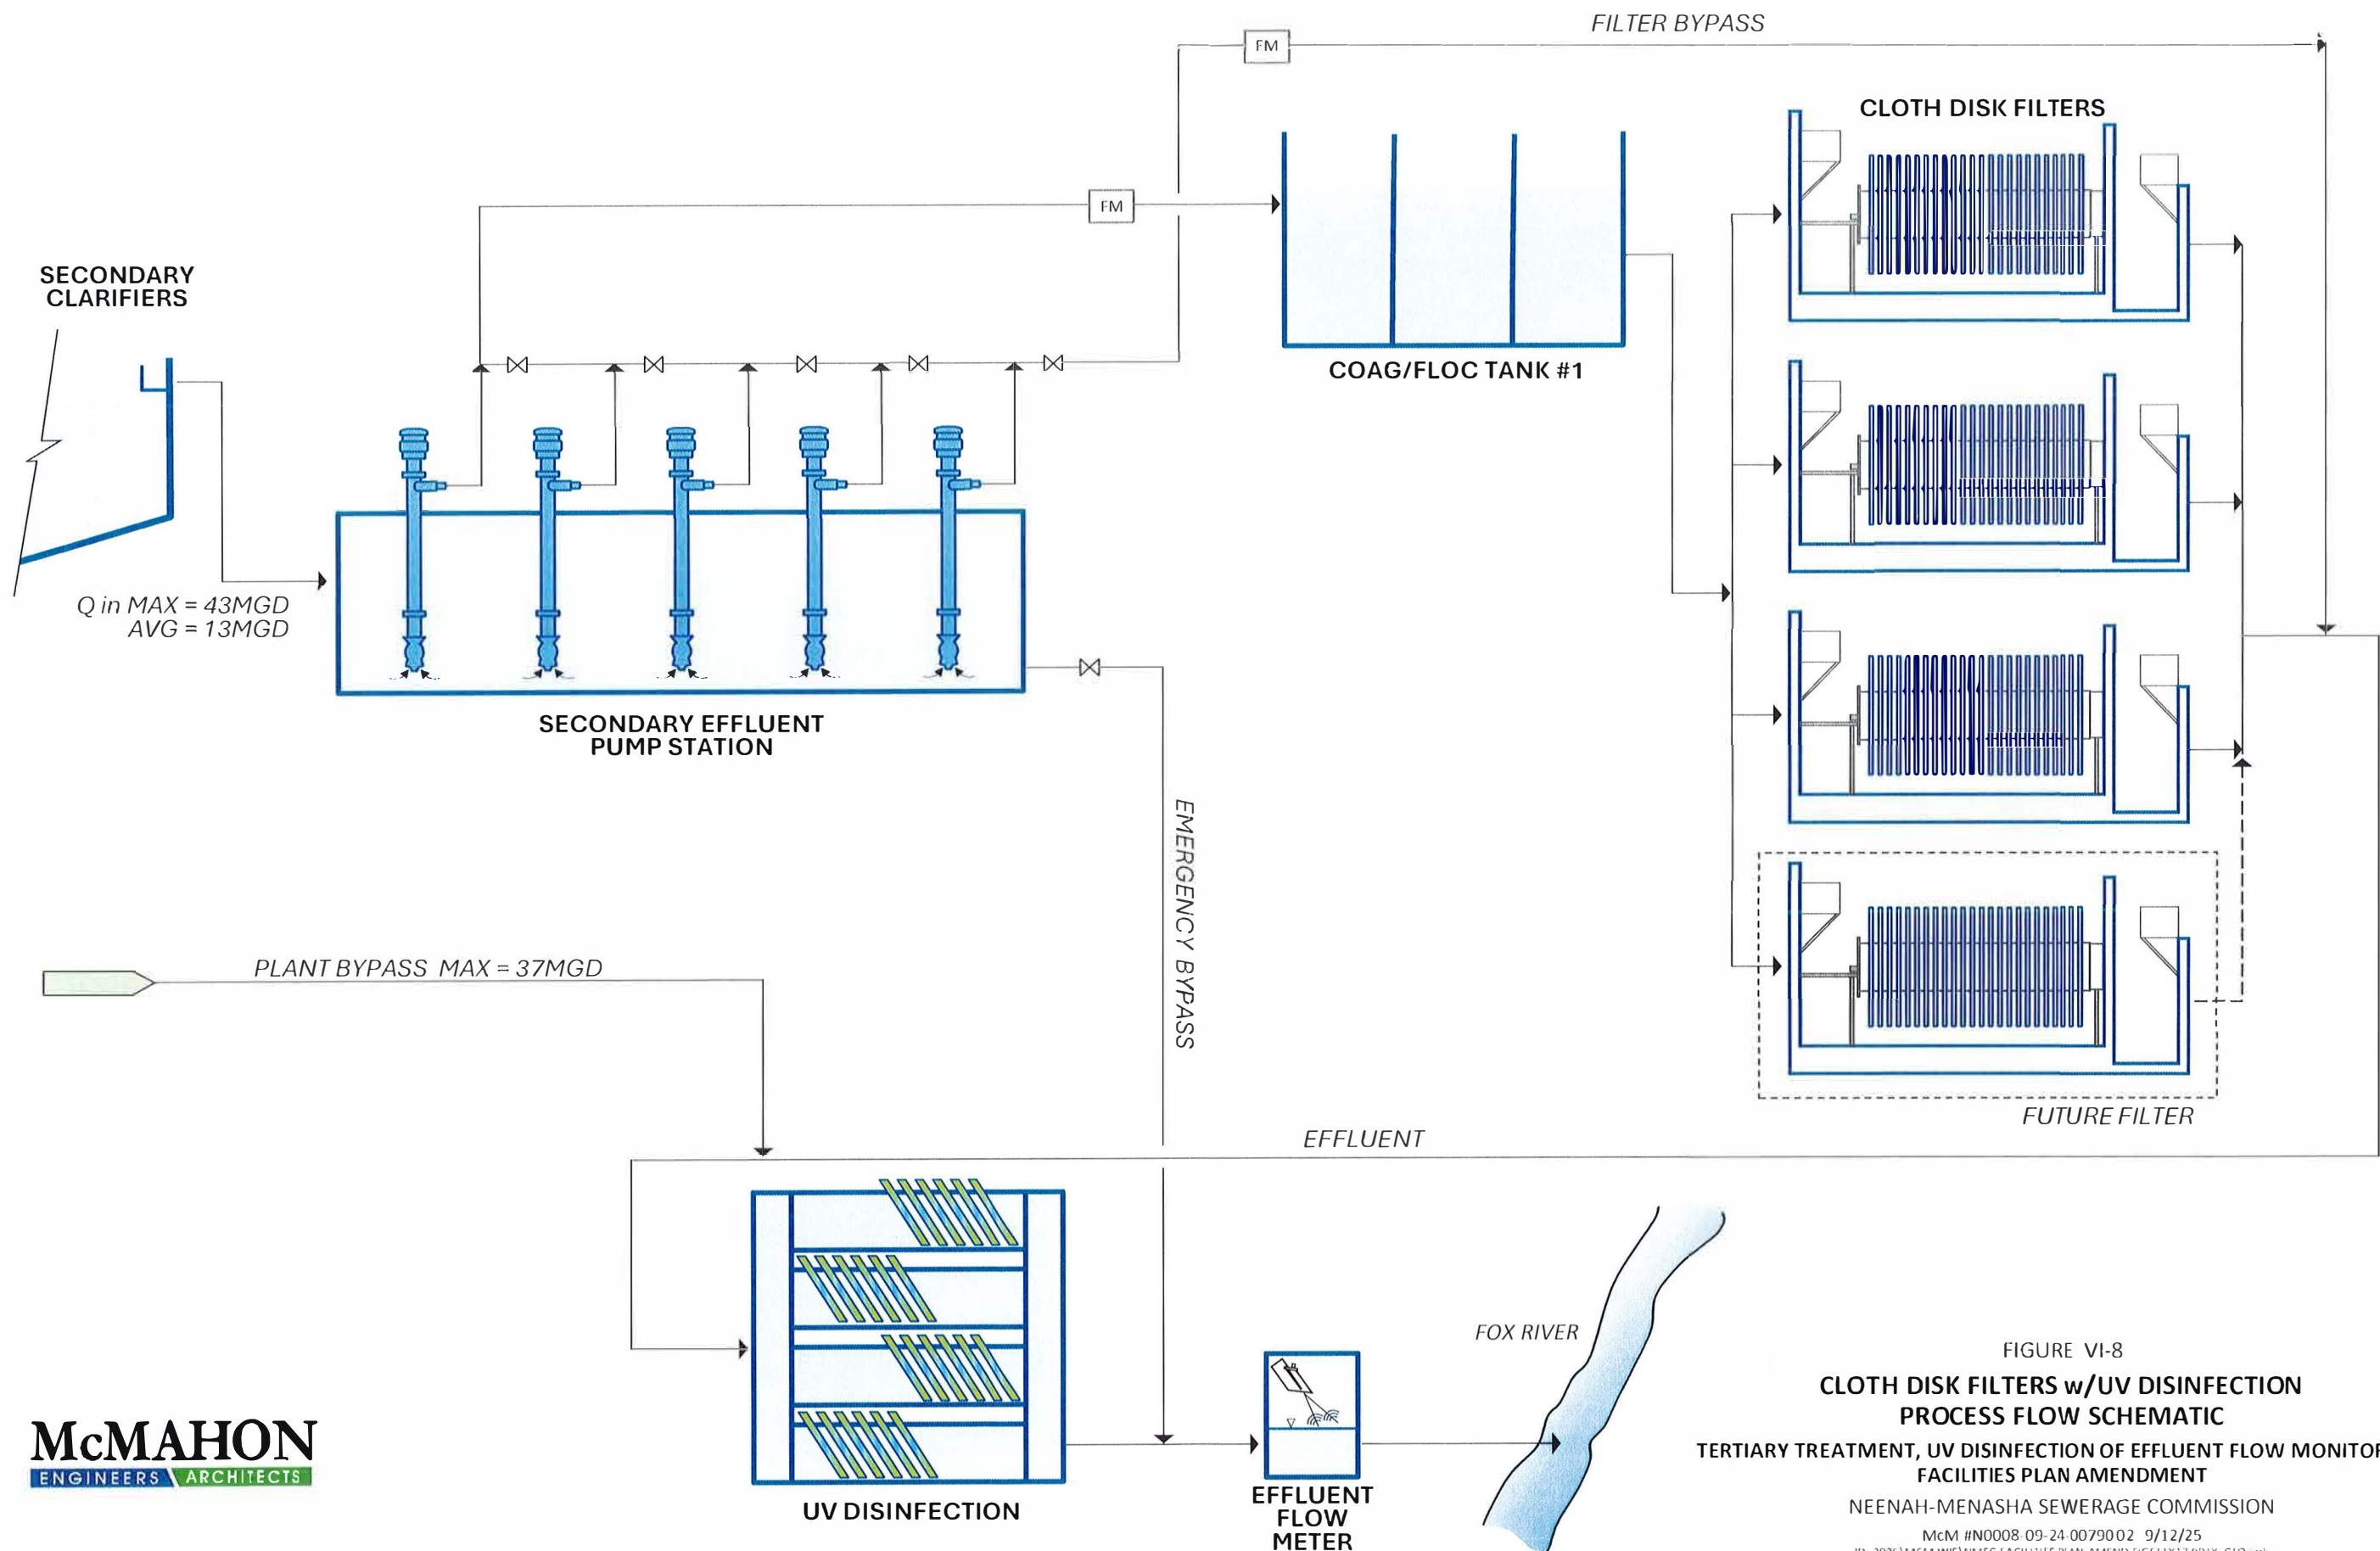 FILTER BYPASS
FM
CLOTH DISK FILTERS
FM
SECONDARY
CLARIFIERS
COAG/FLOC TANK #1
Q in MAX = 43MGD
AVG = 13MGD
SECONDARY EFFLUENT
PUMP STATION
EMERGENCY BYPASS
PLANT BYPASS MAX = 37MGD
FUTURE FILTER
EFFLUENT
FOX RIVER
FIGURE VI-8
CLOTH DISK FILTERS w/UV DISINFECTION
PROCESS FLOW SCHEMATIC
TERTIARY TREATMENT, UV DISINFECTION OF EFFLUENT FLOW MONITOR
FACILITIES PLAN AMENDMENT
NEENAH-MENASHA SEWERAGE COMMISSION
McM #N0008-09-24-00790 02 9/12/25
McMAHON
ENGINEERS ARCHITECTS
UV DISINFECTION
EFFLUENT
FLOW
METER